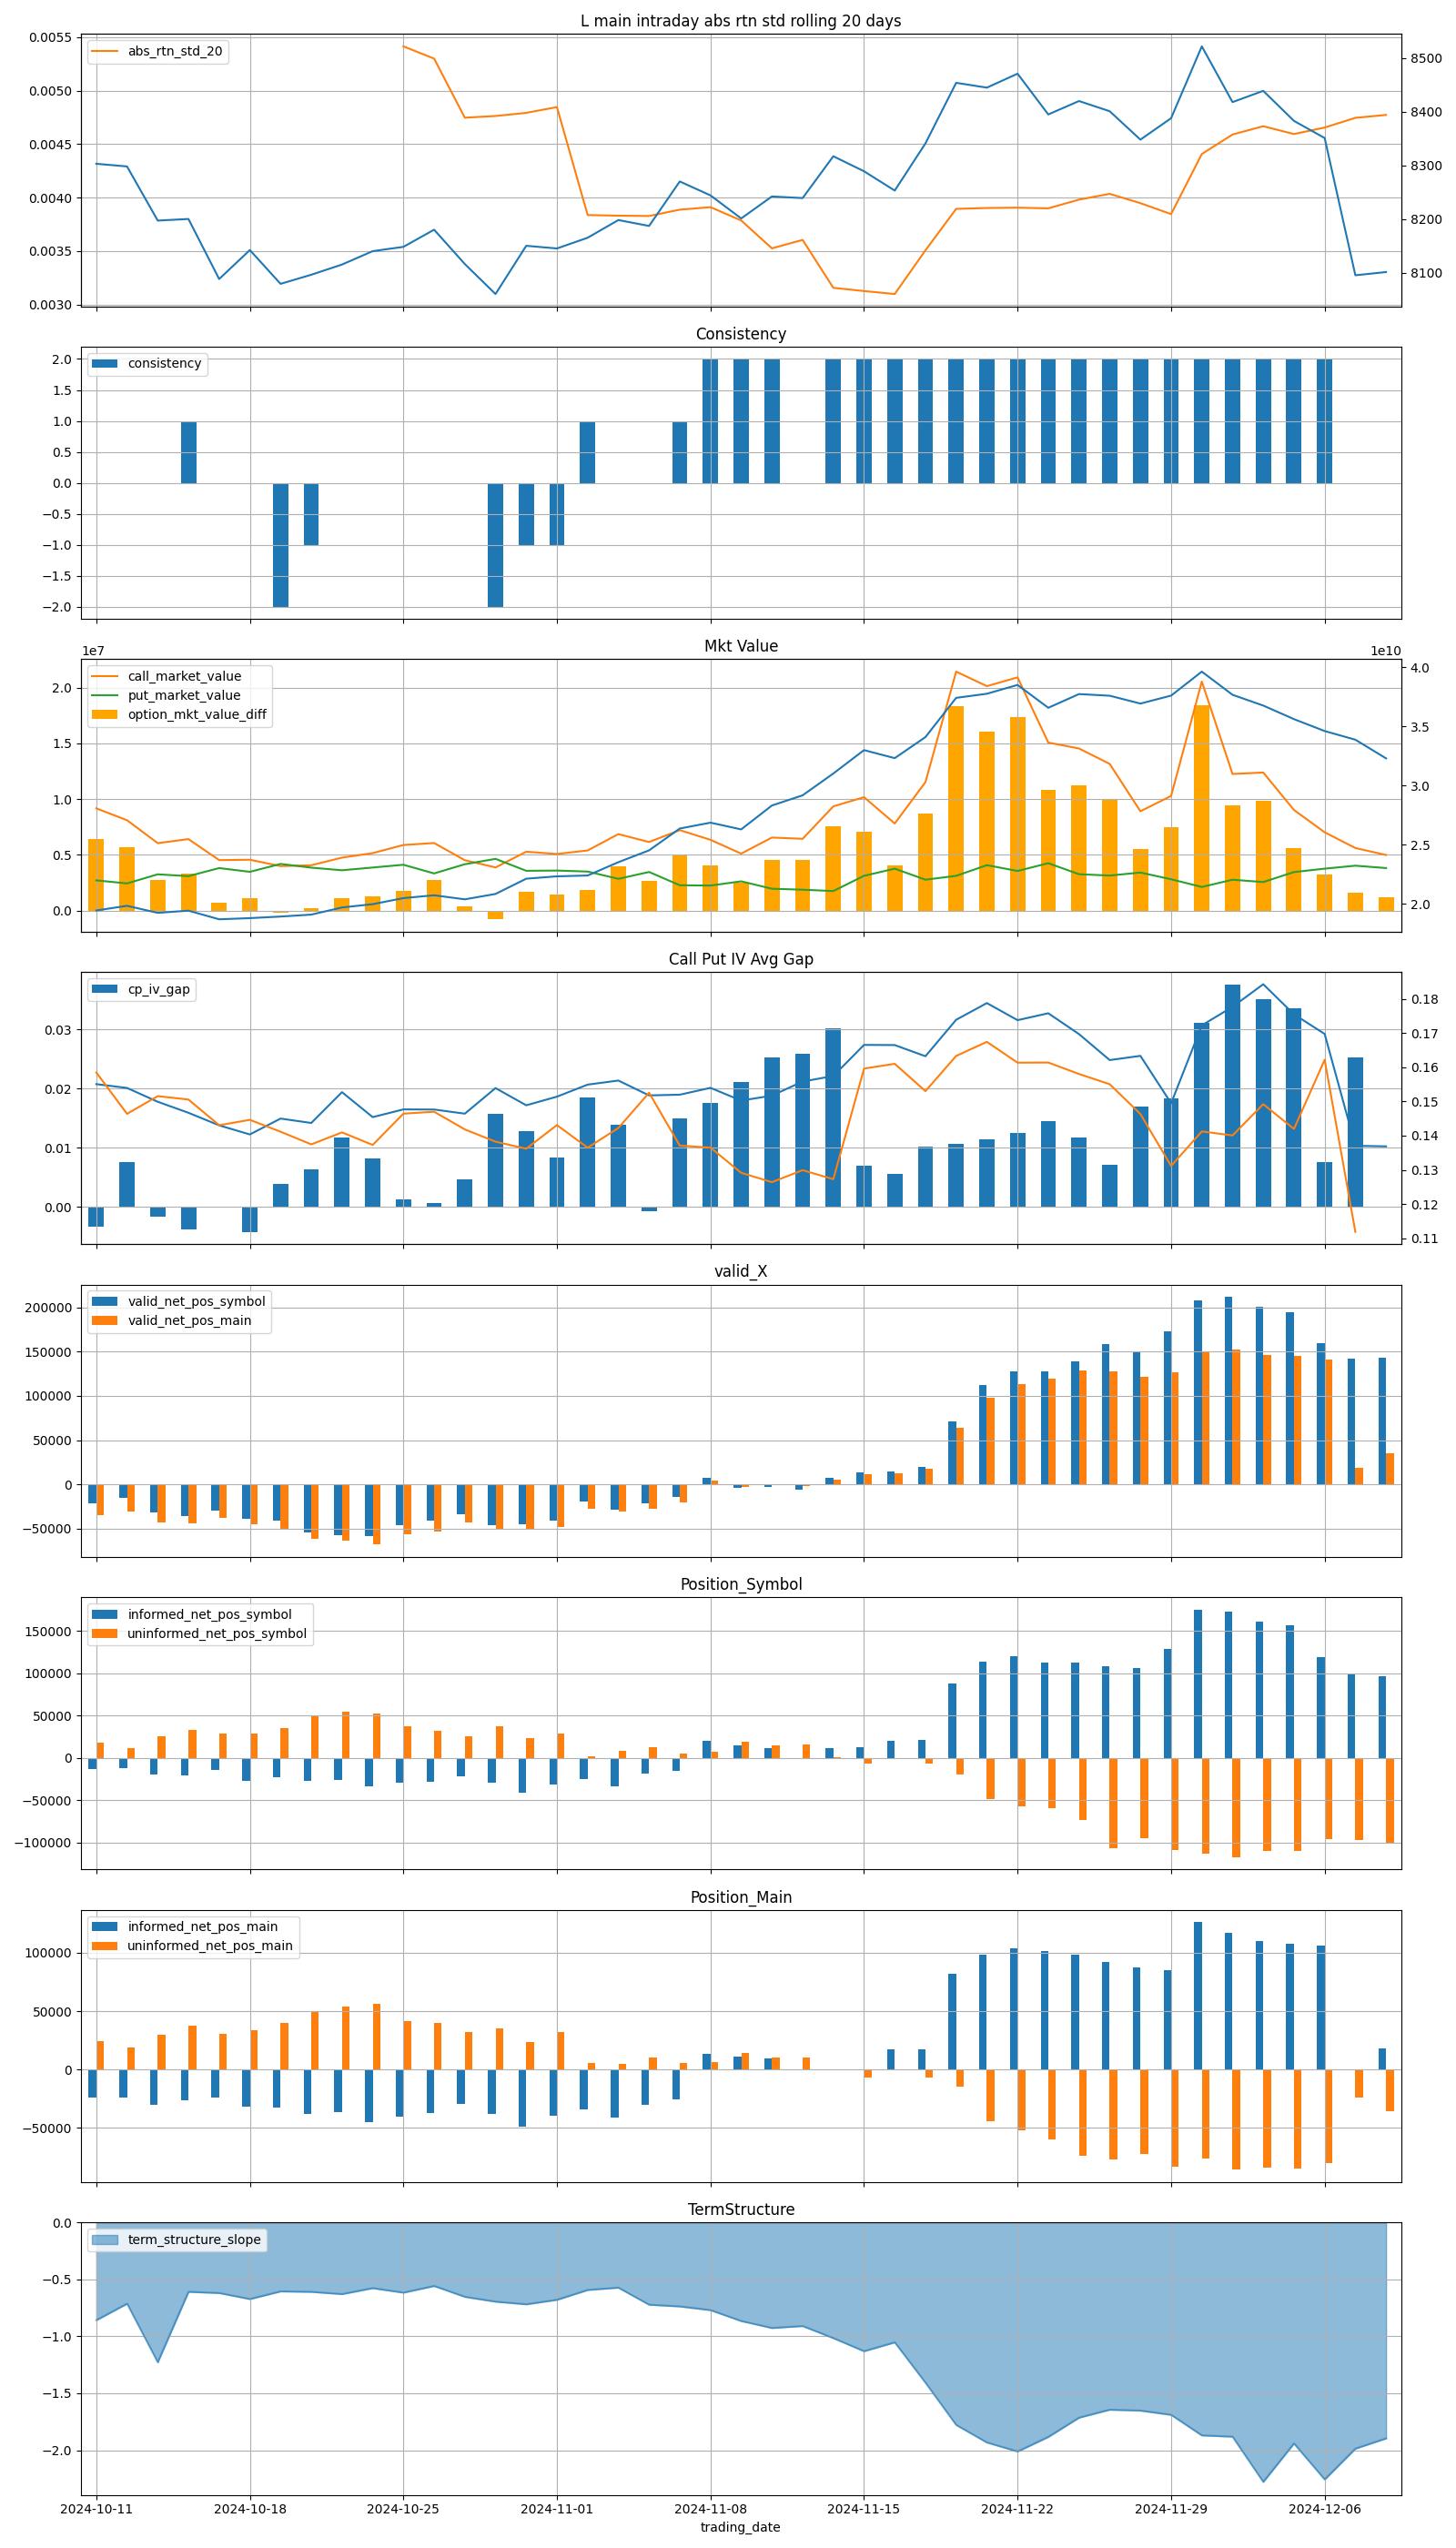 L main intraday abs rtn std rolling 20 days
abs_rtn_std_20
0.0055
0.0050
0.0045
0.0040
0.0035
0.0030
8500
8400
8300
8200
8100
Consistency
consistency
2.0
1.5
1.0
0.5
0.0
−0.5
−1.0
−1.5
−2.0
Mkt Value
1e7
1e10
call_market_value
put_market_value
option_mkt_value_diff
2.0
1.5
1.0
0.5
0.0
4.0
3.5
3.0
2.5
2.0
Call Put IV Avg Gap
cp_iv_gap
0.03
0.02
0.01
0.00
0.18
0.17
0.16
0.15
0.14
0.13
0.12
0.11
valid_X
valid_net_pos_symbol
valid_net_pos_main
200000
150000
100000
50000
0
−50000
Position_Symbol
informed_net_pos_symbol
uninformed_net_pos_symbol
150000
100000
50000
0
−50000
−100000
Position_Main
informed_net_pos_main
uninformed_net_pos_main
100000
50000
0
−50000
TermStructure
term_structure_slope
0.0
−0.5
−1.0
−1.5
−2.0
2024-10-11 2024-10-18 2024-10-25 2024-11-01 2024-11-08 2024-11-15 2024-11-22 2024-11-29 2024-12-06
trading_date